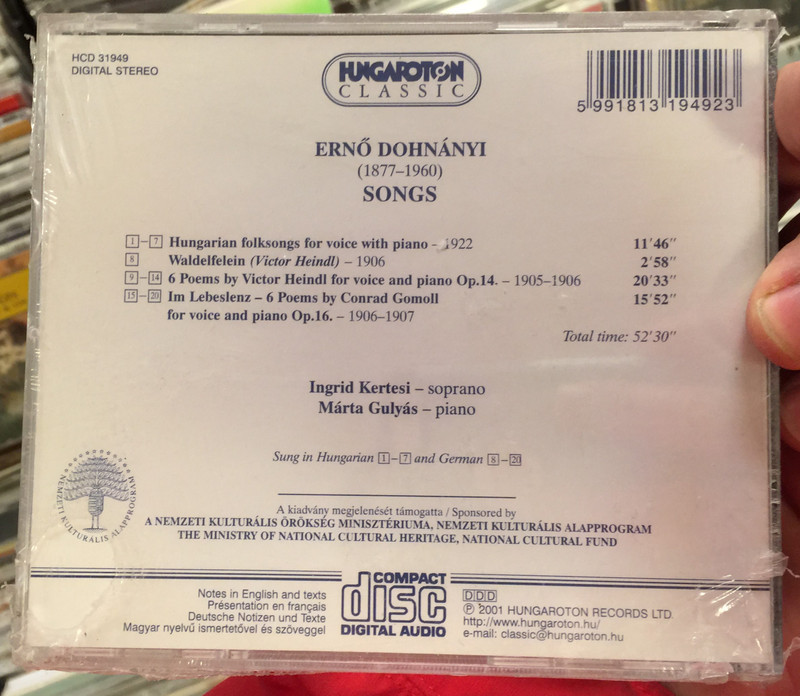 HCD 31949
DIGITAL STEREO
HUNGAROTON
CLASSIC
5 991813 194923
ERNŐ DOHNÁNYI
(1877–1960)
SONGS
1–7 Hungarian folksongs for voice with piano – 1922 11'46"
8 Waldelfelein (Victor Heindl) – 1906 2'58"
9–14 6 Poems by Victor Heindl for voice and piano Op.14. – 1905–1906 20'33"
15–20 Im Lebeslenz – 6 Poems by Conrad Gomoll 15'52"
for voice and piano Op.16. – 1906–1907
Total time: 52'30"
Ingrid Kertesi – soprano
Márta Gulyás – piano
Sung in Hungarian 1–7 and German 8–20
NEMZETI KULTURÁLIS ALAPPROGRAM
A kiadvány megjelenését támogatta / Sponsored by
A NEMZETI KULTURÁLIS ÖRÖKSÉG MINISZTÉRIUMA, NEMZETI KULTURÁLIS ALAPPROGRAM
THE MINISTRY OF NATIONAL CULTURAL HERITAGE, NATIONAL CULTURAL FUND
Notes in English and texts
Présentation en français
Deutsche Notizen und Texte
Magyar nyelvű ismertetővel és szöveggel
COMPACT
disc
DIGITAL AUDIO
DDD
℗ 2001 HUNGAROTON RECORDS LTD.
http://www.hungaroton.hu/
e-mail: classic@hungaroton.hu